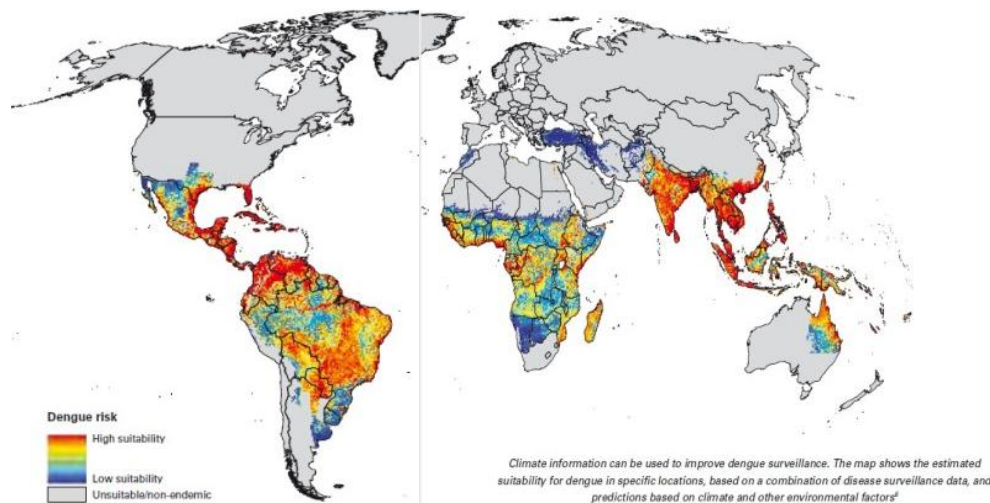 Dengue risk
High suitability
Low suitability
Unsuitable/non-endemic
Climate information can be used to improve dengue surveillance. The map shows the estimated
suitability for dengue in specific locations, based on a combination of disease surveillance data, and
predictions based on climate and other environmental factors²